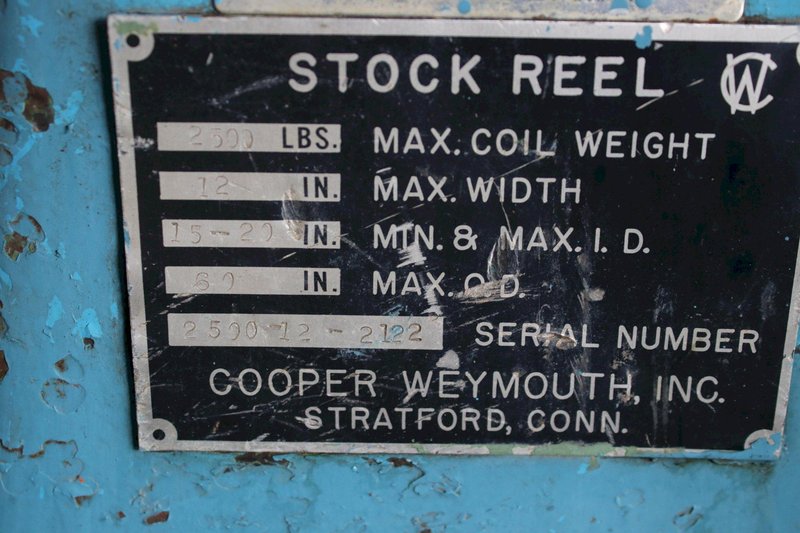 STOCK REEL CW
2500 LBS. MAX. COIL WEIGHT
12 IN. MAX. WIDTH
15-20 IN. MIN. & MAX. I. D.
60 IN. MAX. O.D.
2500-12-2122 SERIAL NUMBER
COOPER WEYMOUTH, INC.
STRATFORD, CONN.